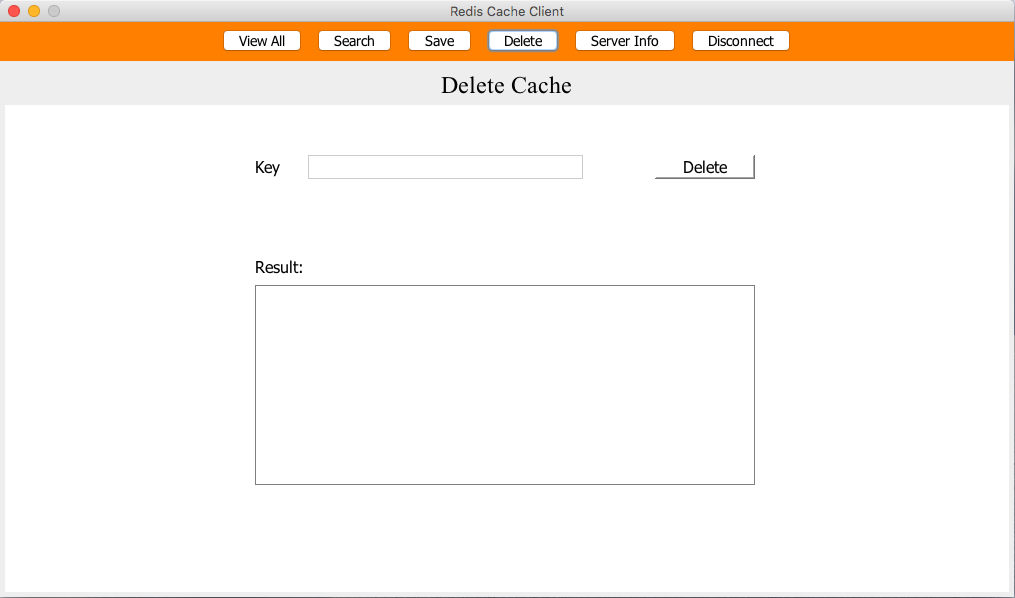 Redis Cache Client
View All Search Save Delete Server Info Disconnect
Delete Cache
Key Delete
Result: